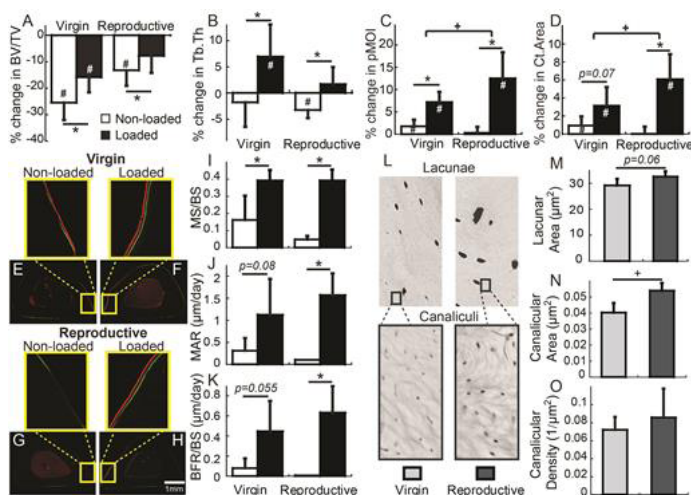 A
Virgin
Reproductive
% change in BV/TV
0
-10
-20
-30
-40
#
#
#
*
*
Non-loaded
Loaded
B
% change in Tb.Th
15
10
5
0
-5
*
#
#
*
Virgin
Reproductive
C
% change in pMOI
20
15
10
5
0
+
*
*
#
#
#
Virgin
Reproductive
D
% change in Ct.Area
10
8
6
4
2
0
+
p=0.07
*
#
#
Virgin
Reproductive
Virgin
Non-loaded
Loaded
E
F
Reproductive
Non-loaded
Loaded
G
H
1mm
I
MS/BS
0.4
0.2
0
*
*
J
MAR (µm/day)
2
1.5
1
0.5
0
p=0.08
*
K
BFR/BS (µm/day)
0.8
0.6
0.4
0.2
0
p=0.055
*
Virgin
Reproductive
L
Lacunae
Canaliculi
Virgin
Reproductive
M
Lacunar
Area (µm²)
30
20
10
0
p=0.06
N
Canalicular
Area (µm²)
0.06
0.05
0.04
0.03
0.02
0.01
0
+
O
Canalicular
Density (1/µm²)
0.12
0.1
0.08
0.06
0.04
0.02
0